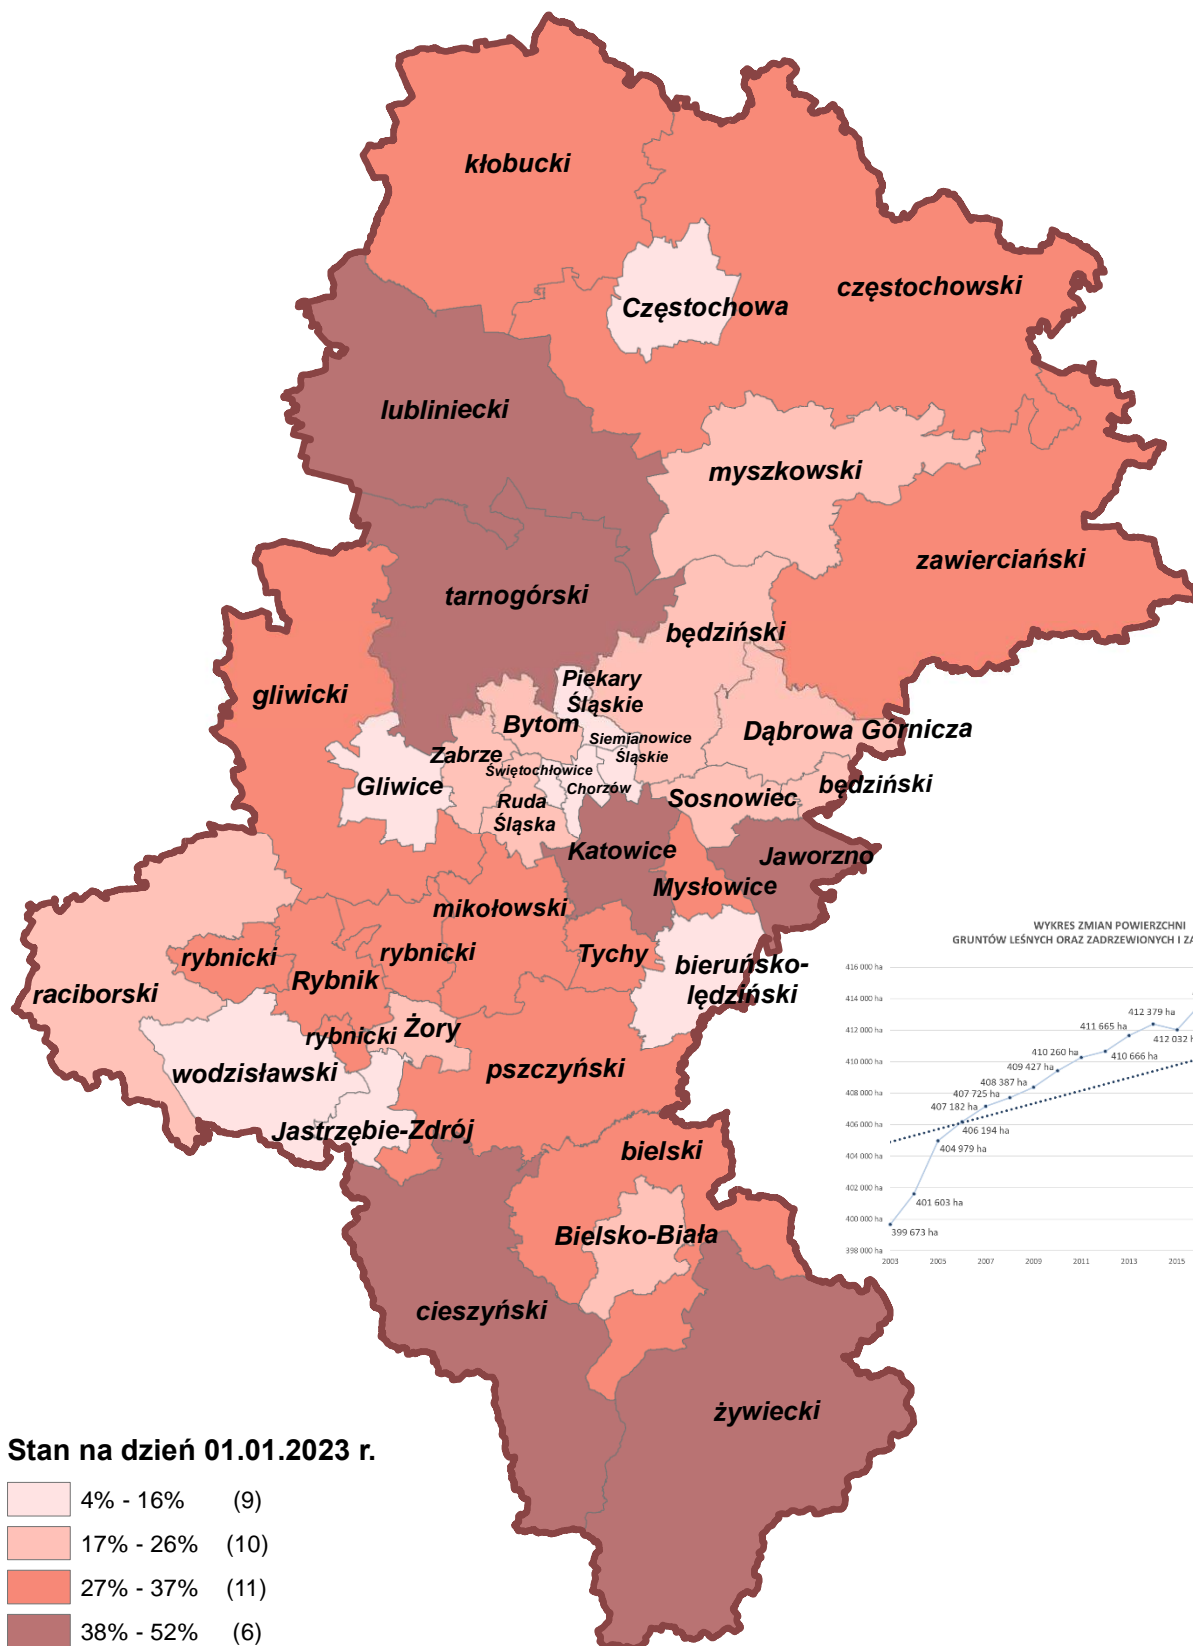 kłobucki
częstochowski
Częstochowa
lubliniecki
myszkowski
zawierciański
tarnogórski
będziński
gliwicki
Piekary
Śląskie
Bytom
Siemianowice
Śląskie
Dąbrowa Górnicza
Zabrze
Świętochłowice
Chorzów
Gliwice
Ruda
Śląska
Sosnowiec
będziński
Katowice
Jaworzno
Mysłowice
mikołowski
rybnicki
Rybnik
rybnicki
Tychy
bieruńsko-
lędziński
raciborski
rybnicki
Żory
wodzisławski
pszczyński
Jastrzębie-Zdrój
bielski
Bielsko-Biała
cieszyński
żywiecki
WYKRES ZMIAN POWIERZCHNI
GRUNTÓW LEŚNYCH ORAZ ZADRZEWIONYCH I ZA
416 000 ha
414 000 ha
412 000 ha
410 000 ha
408 000 ha
406 000 ha
404 000 ha
402 000 ha
400 000 ha
398 000 ha
399 673 ha
401 603 ha
404 979 ha
406 194 ha
407 182 ha
407 725 ha
408 387 ha
409 427 ha
410 260 ha
410 666 ha
411 665 ha
412 379 ha
412 032 h
2003 2005 2007 2009 2011 2013 2015
Stan na dzień 01.01.2023 r.
4% - 16% (9)
17% - 26% (10)
27% - 37% (11)
38% - 52% (6)